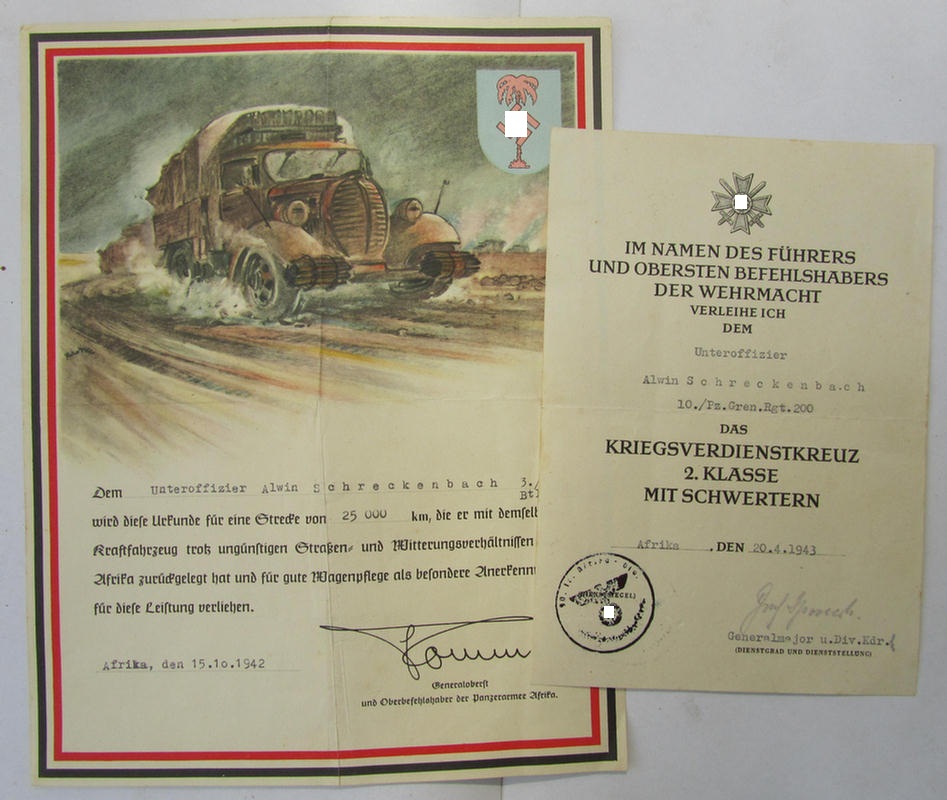 Dem Unteroffizier Alwin S c h r e c k e n b a c h 3./
Bt
wird diese Urkunde für eine Strecke von 25 000 km, die er mit demselb
Kraftfahrzeug trotz ungünstigen Straßen- und Witterungsverhältnissen
Afrika zurückgelegt hat und für gute Wagenpflege als besondere Anerkenn
für diese Leistung verliehen.
Afrika, den 15.10.1942
Generaloberst
und Oberbefehlshaber der Panzerarmee Afrika.
IM NAMEN DES FÜHRERS
UND OBERSTEN BEFEHLSHABERS
DER WEHRMACHT
VERLEIHE ICH
DEM
Unteroffizier
Alwin S c h r e c k e n b a c h
10./Pz.Gren.Rgt.200
DAS
KRIEGSVERDIENSTKREUZ
2. KLASSE
MIT SCHWERTERN
Afrika , DEN 20.4.1943
Generalmajor u.Div.Kdr.
(DIENSTGRAD UND DIENSTSTELLUNG)